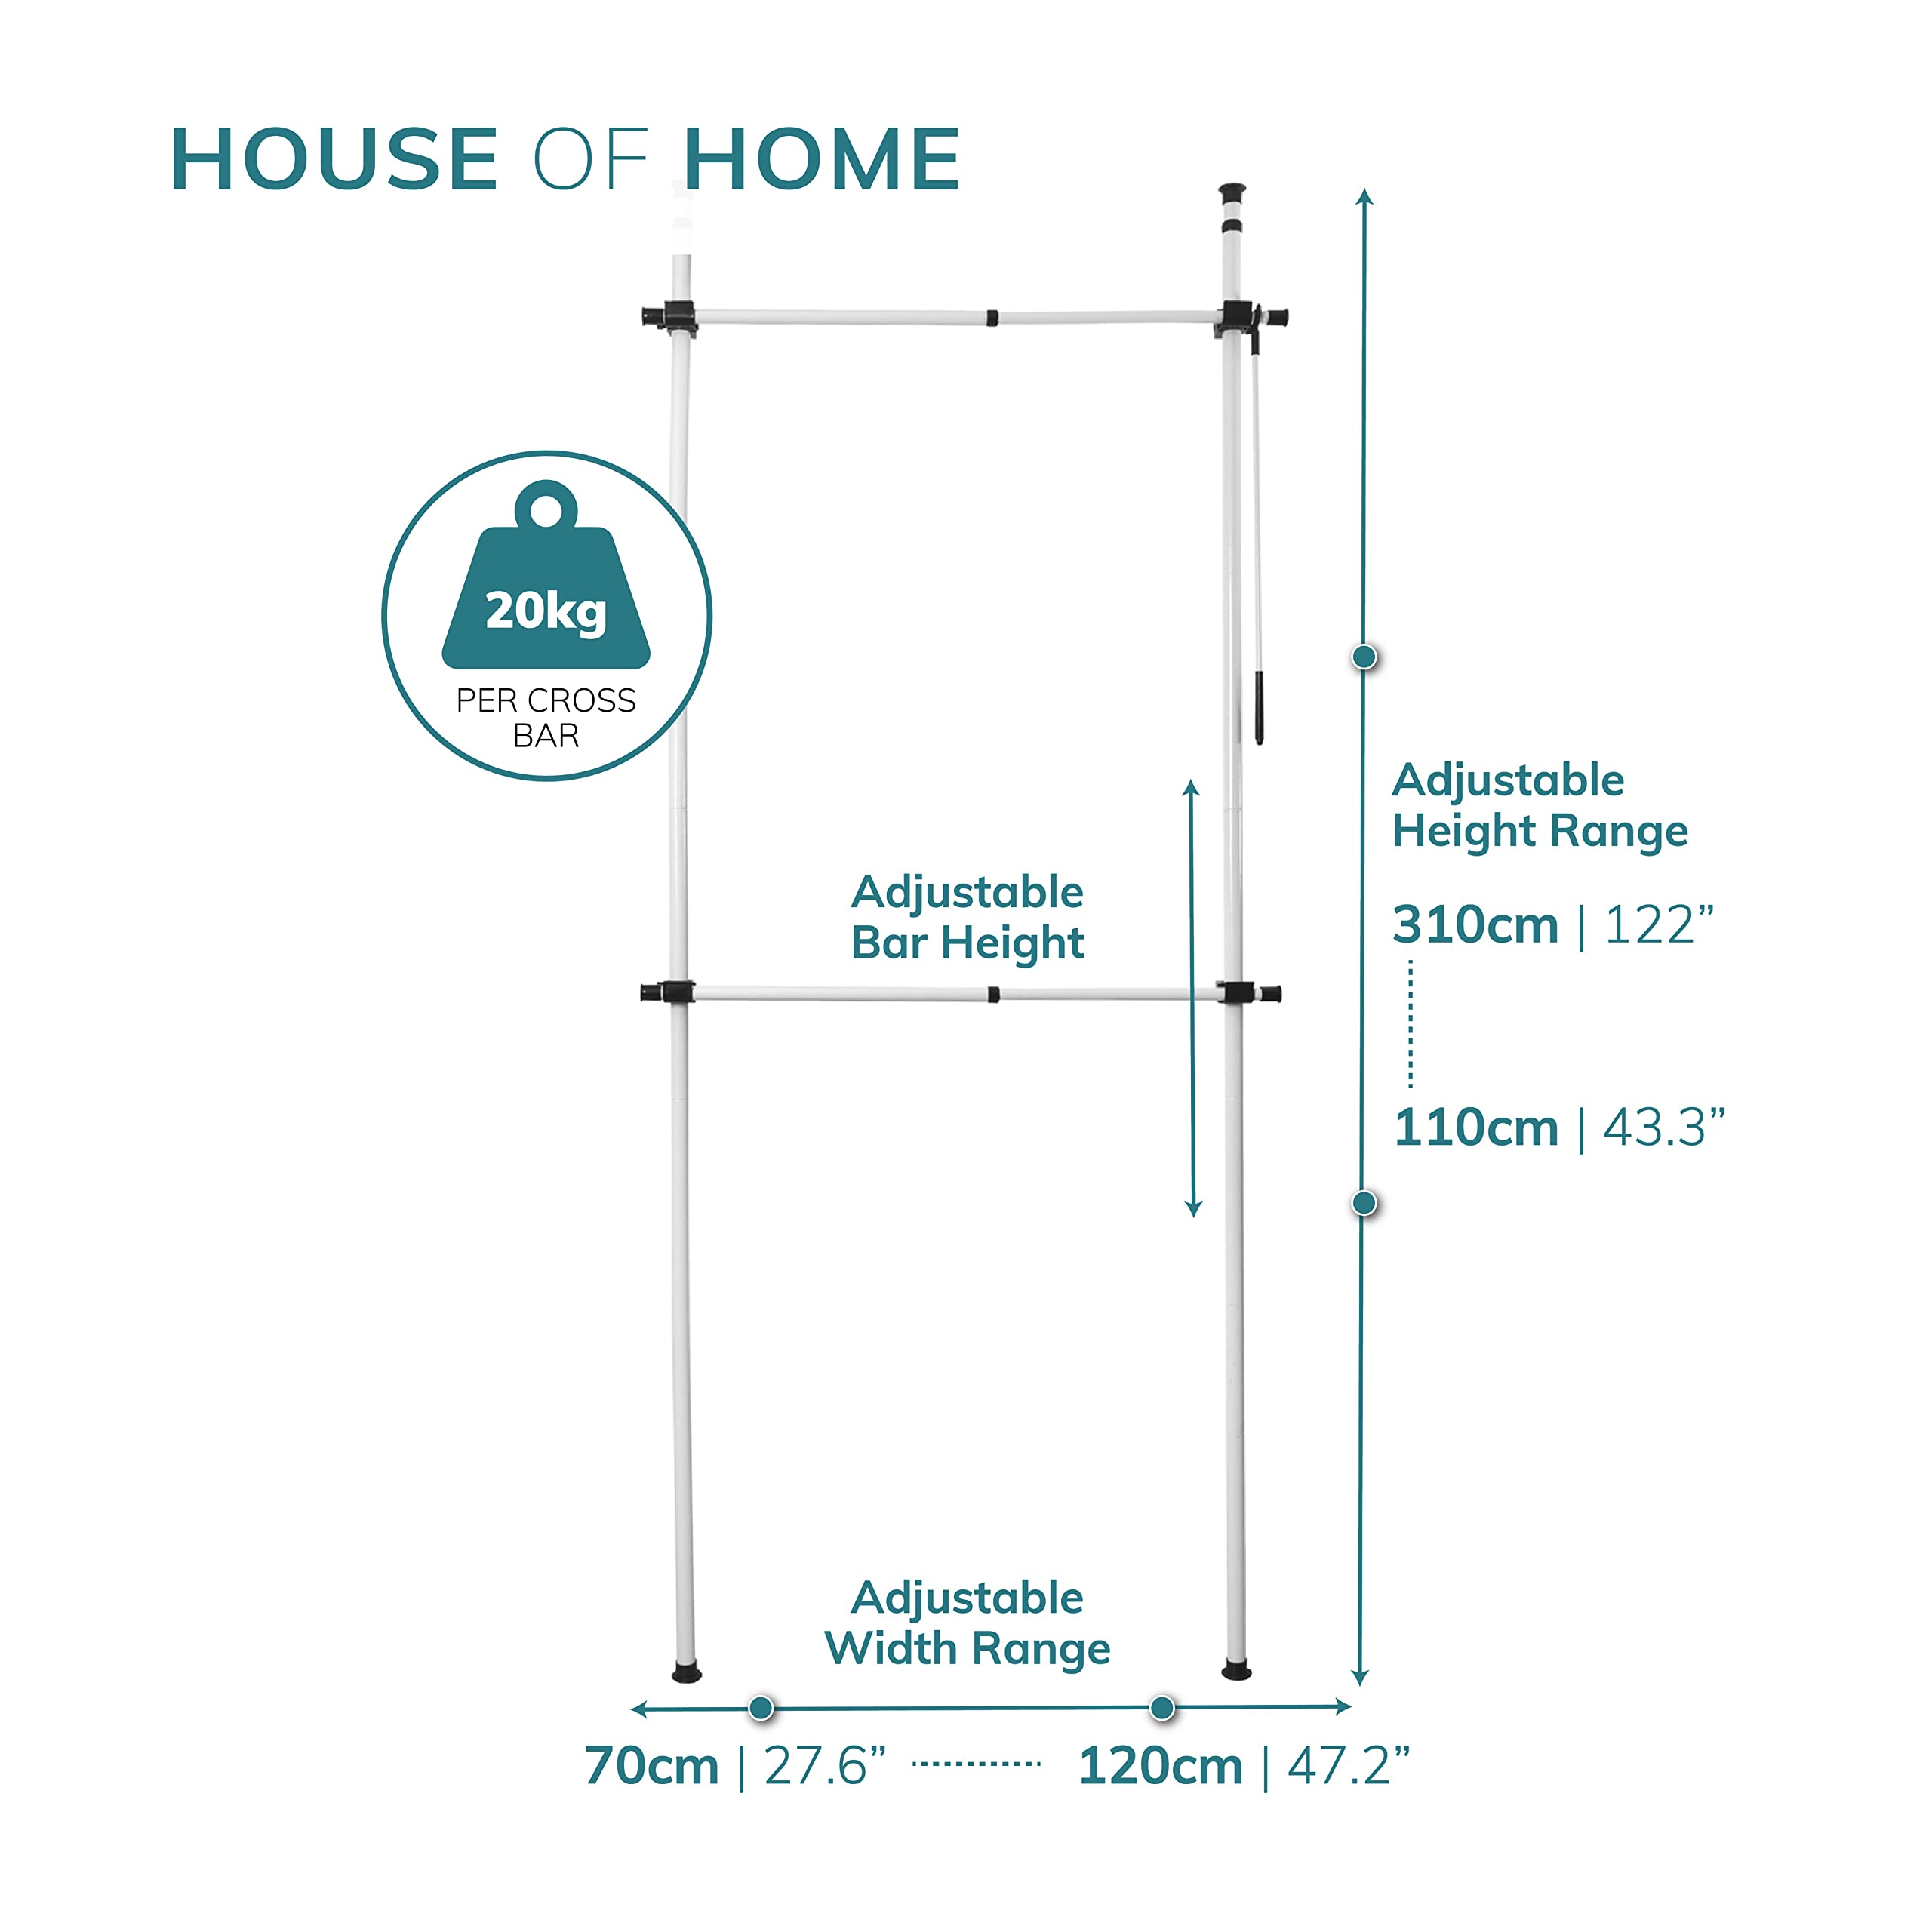 HOUSE OF HOME
20kg
PER CROSS
BAR
Adjustable
Height Range
310cm | 122”
110cm | 43.3”
Adjustable
Bar Height
Adjustable
Width Range
70cm | 27.6” 120cm | 47.2”